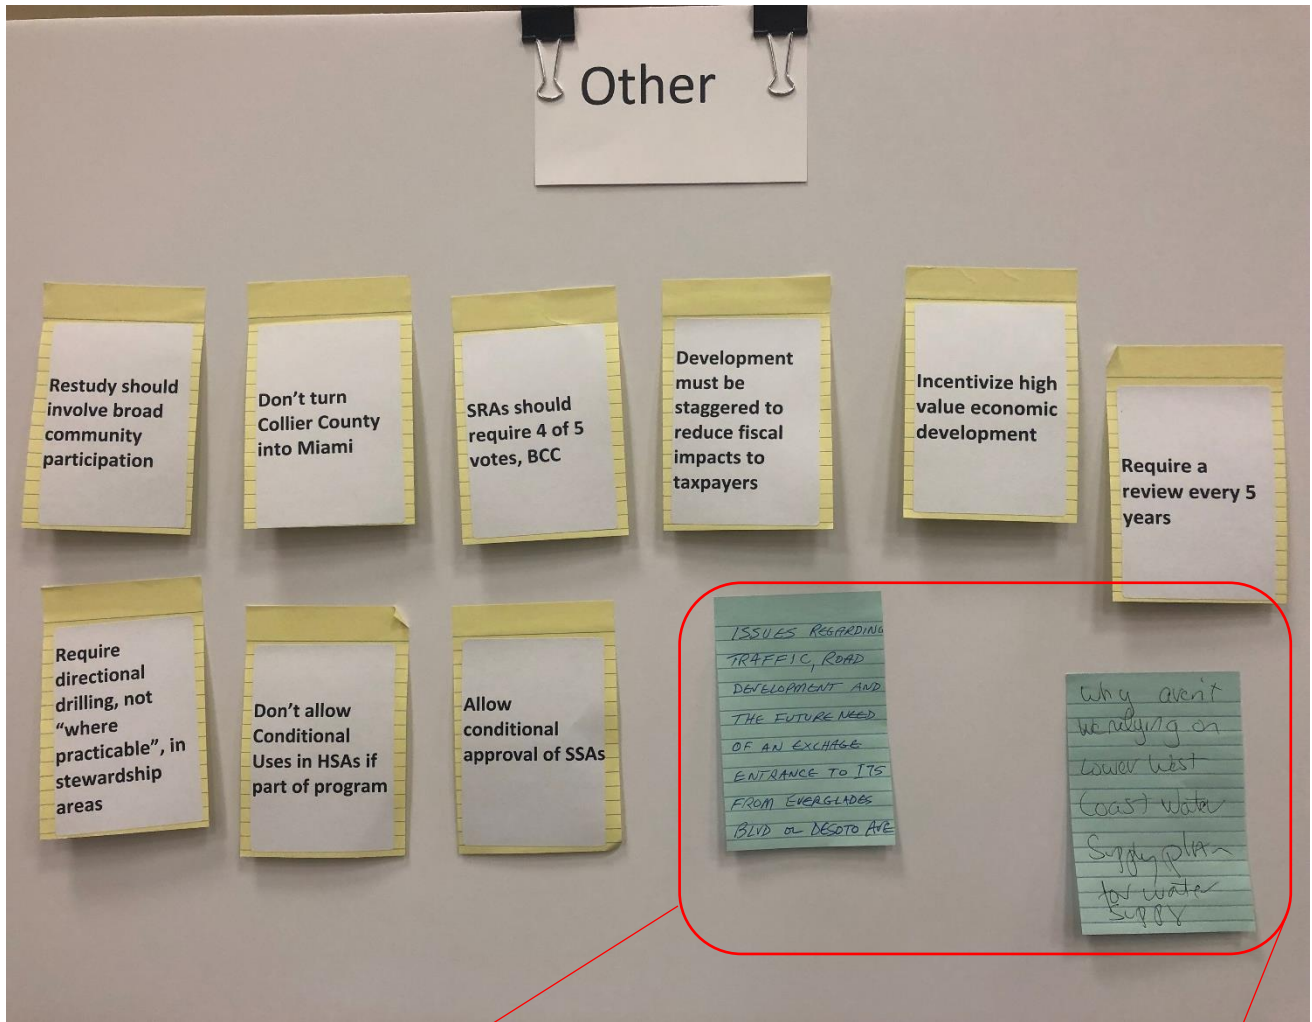 Other
Restudy should
involve broad
community
participation
Don't turn
Collier County
into Miami
SRAs should
require 4 of 5
votes, BCC
Development
must be
staggered to
reduce fiscal
impacts to
taxpayers
Incentivize high
value economic
development
Require a
review every 5
years
Require
directional
drilling, not
“where
practicable”, in
stewardship
areas
Don't allow
Conditional
Uses in HSAs if
part of program
Allow
conditional
approval of SSAs
ISSUES REGARDING
TRAFFIC, ROAD
DEVELOPMENT AND
THE FUTURE NEED
OF AN EXCHAGE
ENTRANCE TO I75
FROM EVERGLADES
BLVD OR DESOTO AVE
Why aren't
we relying on
Lower West
Coast Water
Supply plan
for water
supply